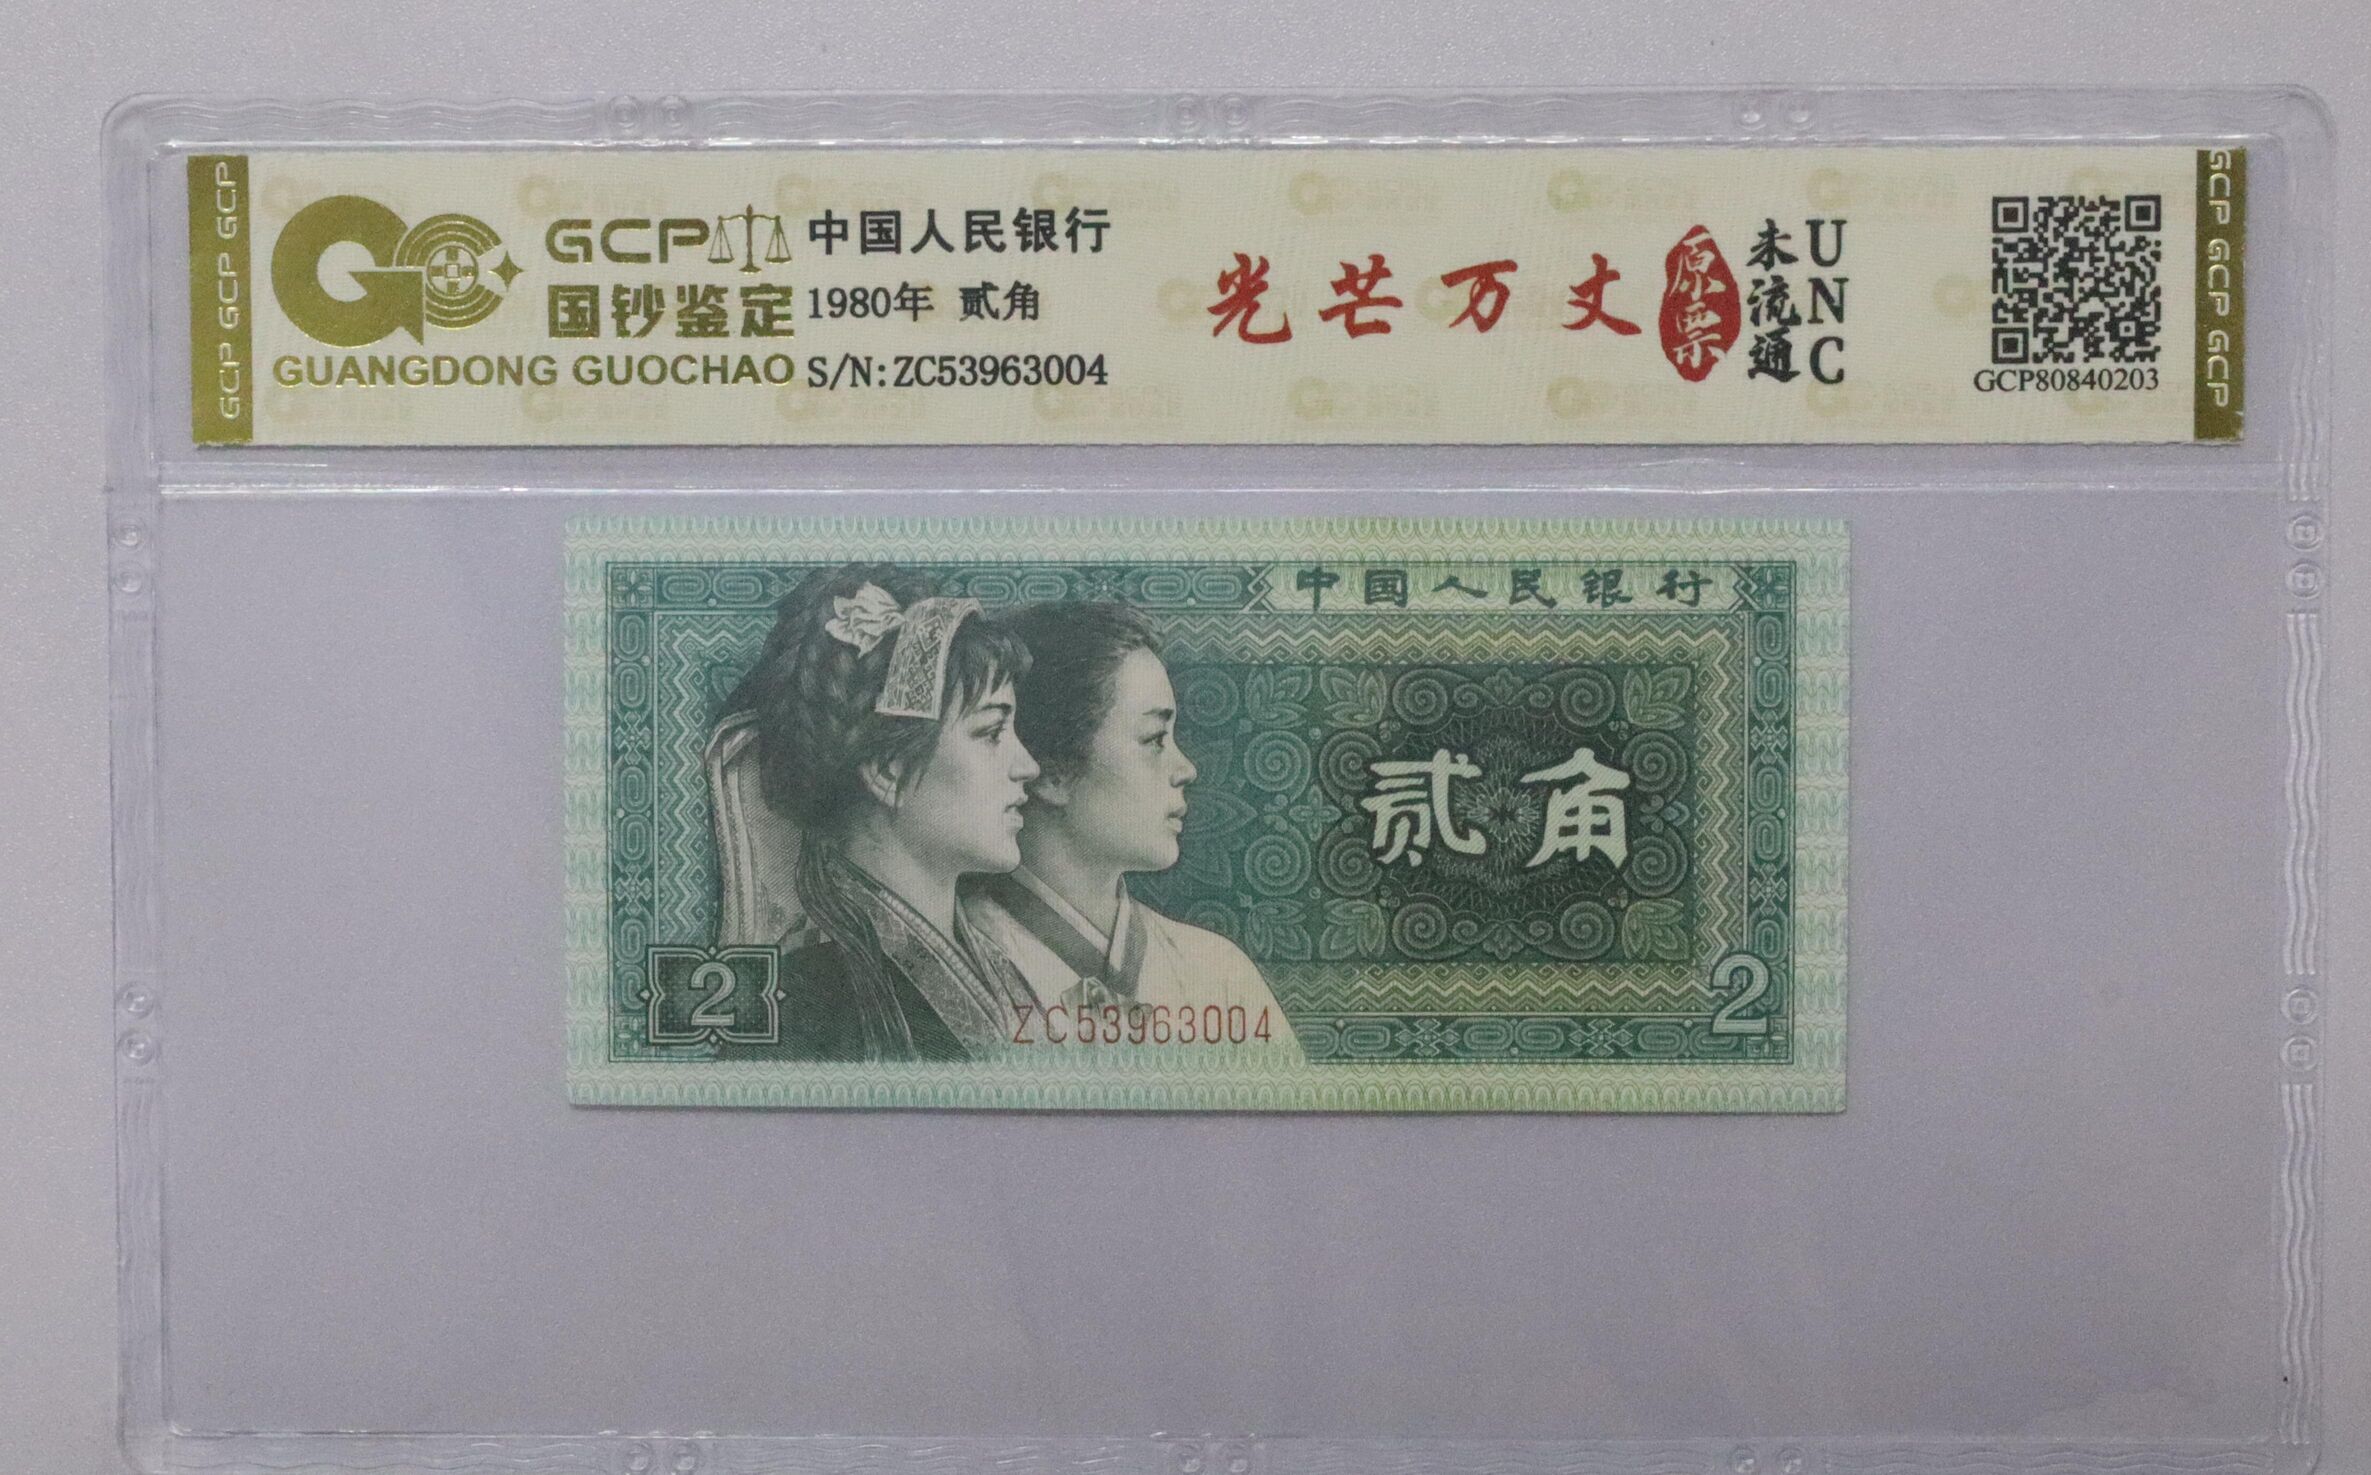 GCP GCP GCP
GCP
国钞鉴定
GUANGDONG GUOCHAO
中国人民银行
1980年 贰角
S/N:ZC53963004
光芒万丈
原票
未流通
UNC
GCP80840203
GCP GCP GCP
中国人民银行
贰角
2
2
ZC53963004